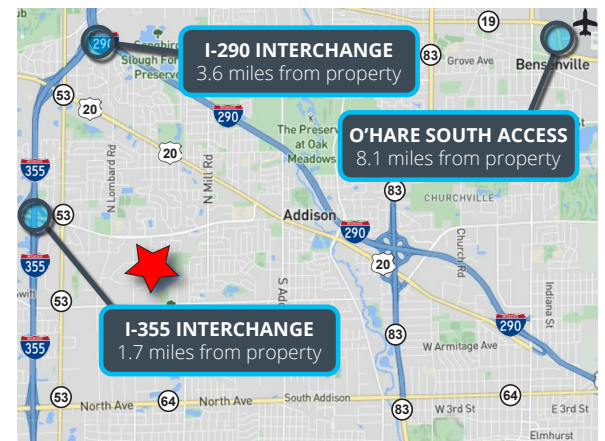 ub
19
290
I-290 INTERCHANGE
3.6 miles from property
83
Grove Ave
Bensenville
Slough
Preserve
53
20
290
The Preserve
at Oak
Meadows
O'HARE SOUTH ACCESS
8.1 miles from property
20
355
N Lombard Rd
N Mill Rd
83
CHURCHVILLE
53
Addison
290
Church Rd
355
20
S Ad
Indiana St
53
I-355 INTERCHANGE
1.7 miles from property
290
83
355
W Armitage Ave
53
North Ave
64
North Ave
South Addison
83
W 3rd St
64
E 3rd St
Elmhurst